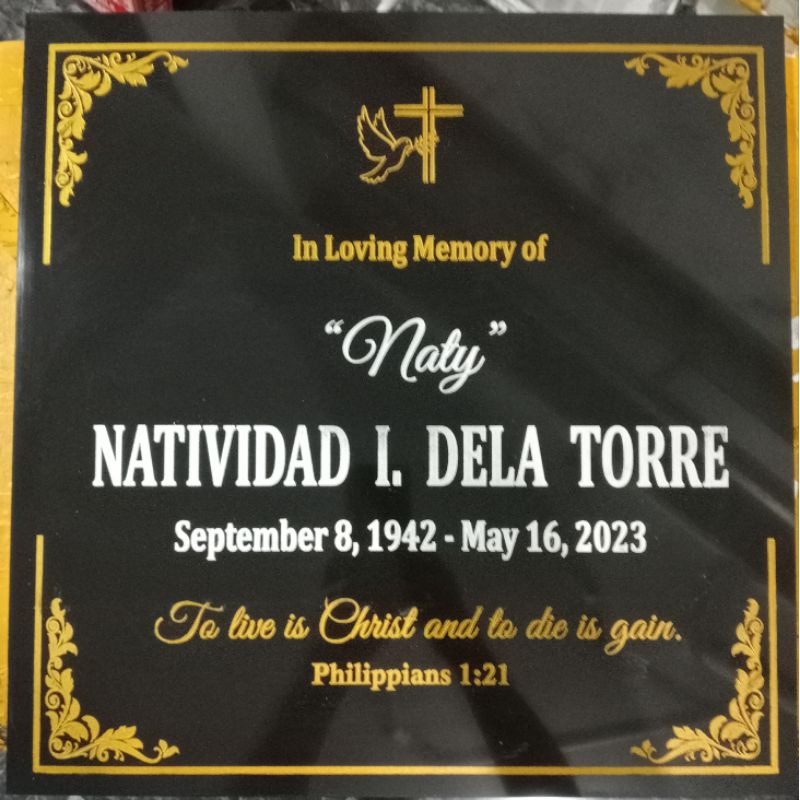 In Loving Memory of
“Naty”
NATIVIDAD I. DELA TORRE
September 8, 1942 - May 16, 2023
To live is Christ and to die is gain.
Philippians 1:21